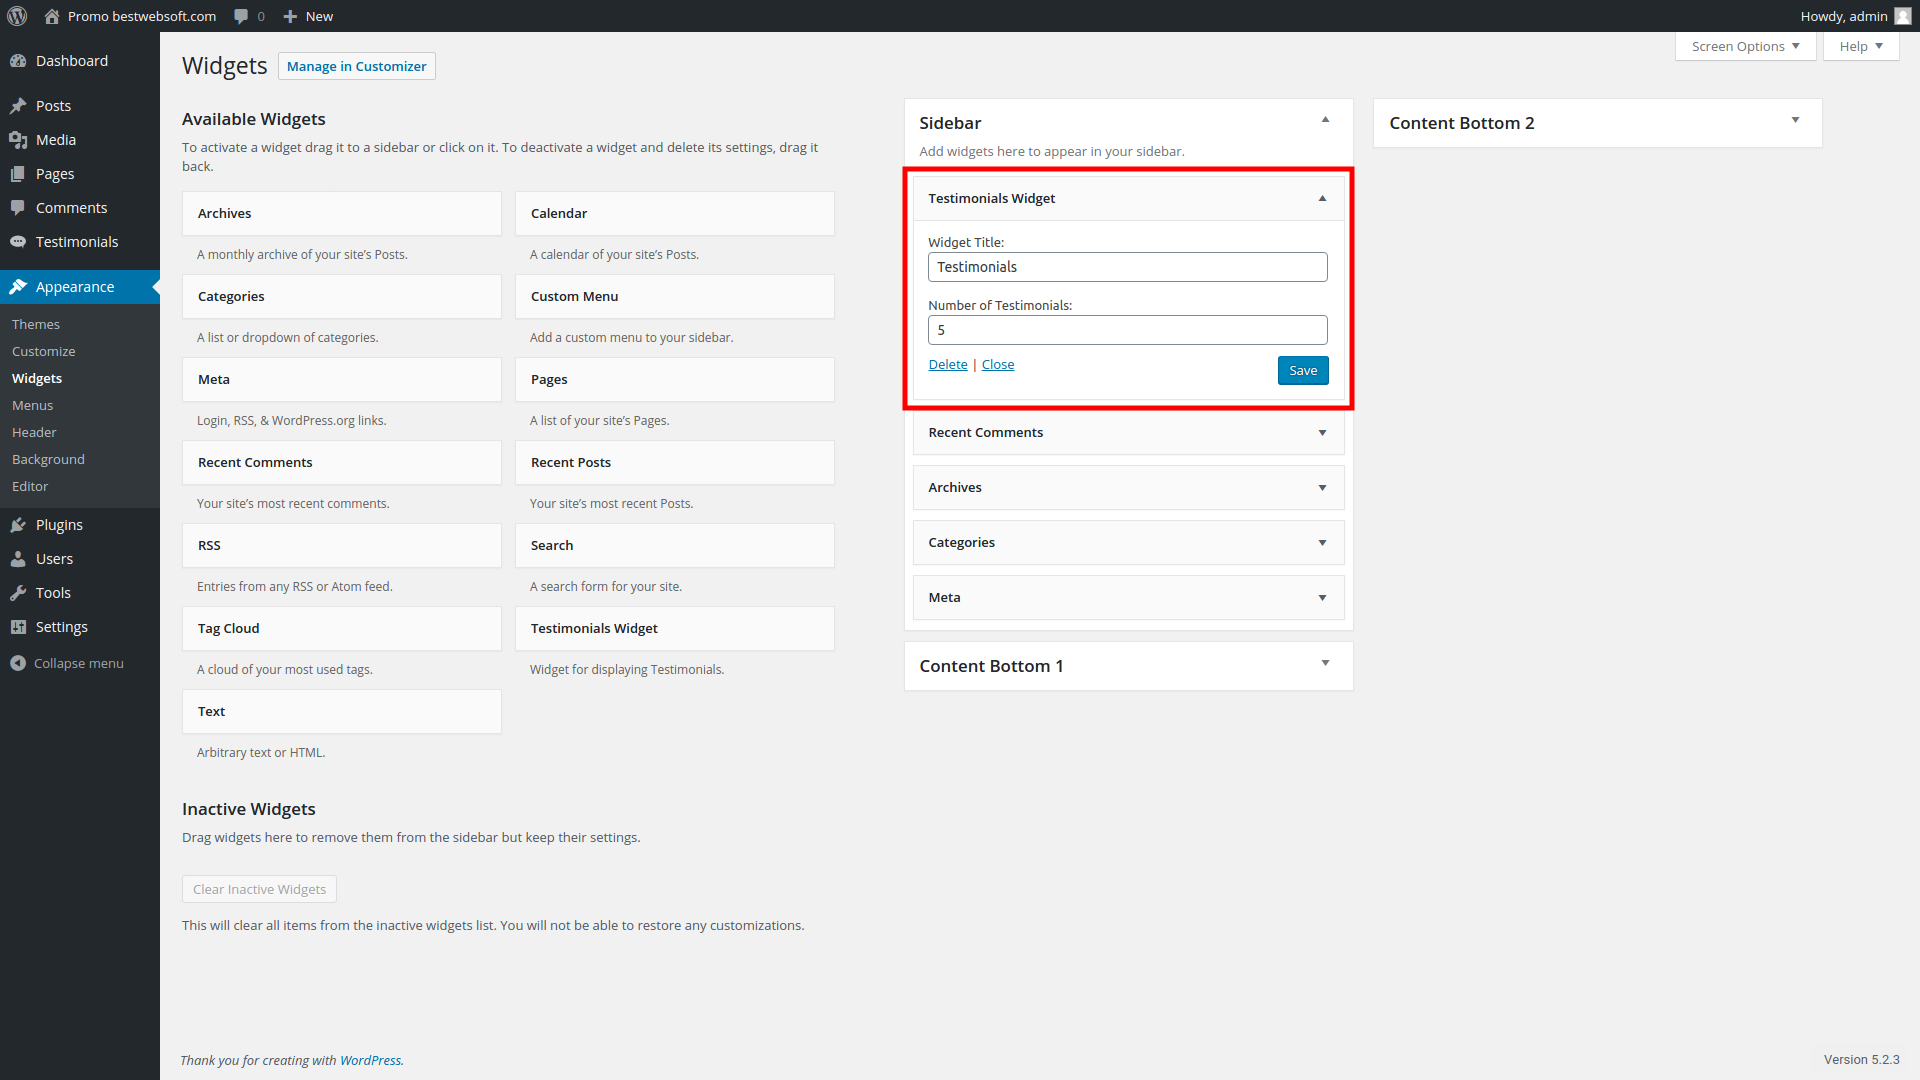 Promo bestwebsoft.com 0 New Howdy, admin
Dashboard
Posts
Media
Pages
Comments
Testimonials
Appearance
Themes
Customize
Widgets
Menus
Header
Background
Editor
Plugins
Users
Tools
Settings
Collapse menu
Screen Options Help
Widgets Manage in Customizer
Available Widgets
To activate a widget drag it to a sidebar or click on it. To deactivate a widget and delete its settings, drag it
back.
Archives Calendar
A monthly archive of your site’s Posts. A calendar of your site’s Posts.
Categories Custom Menu
A list or dropdown of categories. Add a custom menu to your sidebar.
Meta Pages
Login, RSS, & WordPress.org links. A list of your site’s Pages.
Recent Comments Recent Posts
Your site’s most recent comments. Your site’s most recent Posts.
RSS Search
Entries from any RSS or Atom feed. A search form for your site.
Tag Cloud Testimonials Widget
A cloud of your most used tags. Widget for displaying Testimonials.
Text
Arbitrary text or HTML.
Inactive Widgets
Drag widgets here to remove them from the sidebar but keep their settings.
Clear Inactive Widgets
This will clear all items from the inactive widgets list. You will not be able to restore any customizations.
Sidebar
Add widgets here to appear in your sidebar.
Testimonials Widget
Widget Title:
Testimonials
Number of Testimonials:
5
Delete | Close Save
Recent Comments
Archives
Categories
Meta
Content Bottom 1
Content Bottom 2
Thank you for creating with WordPress.
Version 5.2.3